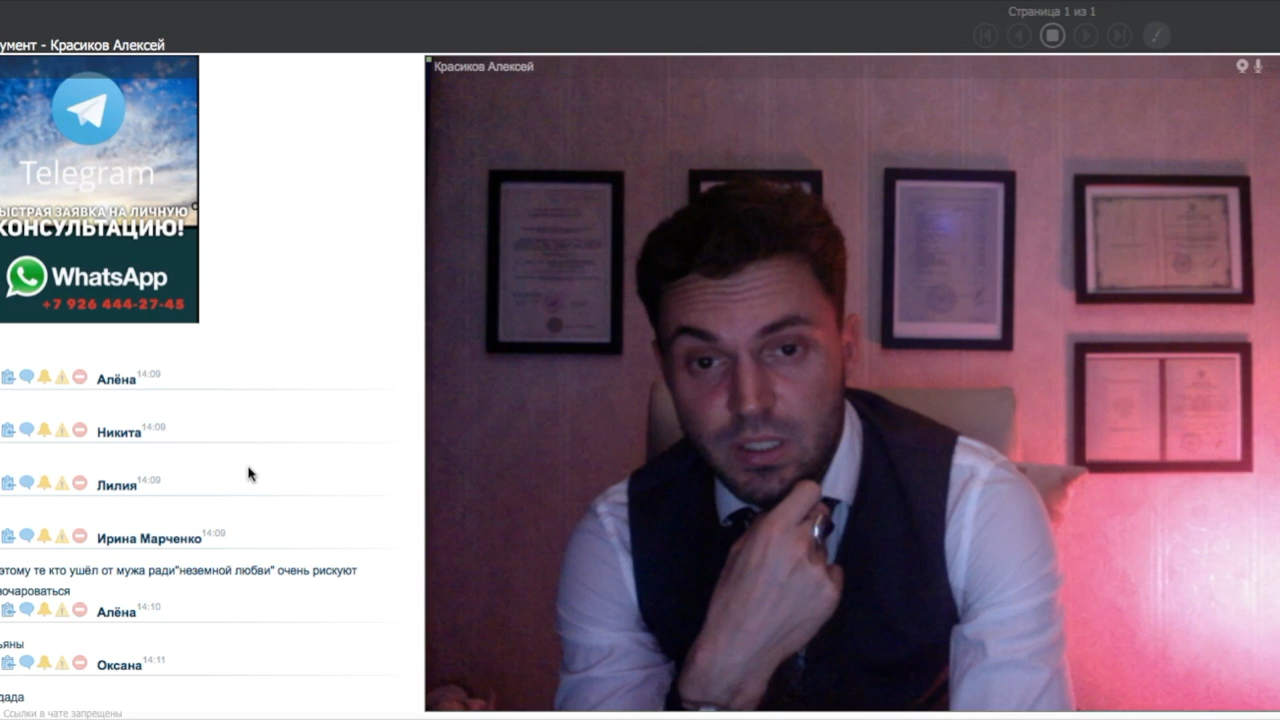 Страница 1 из 1
умент - Красиков Алексей
Красиков Алексей
Telegram
ЫСТРАЯ ЗАЯВКА НА ЛИЧНУЮ
КОНСУЛЬТАЦИЮ!
WhatsApp
+7 926 444-27-45
Алёна 14:09
Никита 14:09
Лилия 14:09
Ирина Марченко 14:09
этому те кто ушёл от мужа ради"неземной любви" очень рискуют
зочароваться
Алёна 14:10
ьяны
Оксана 14:11
дада
Ссылки в чате запрещены